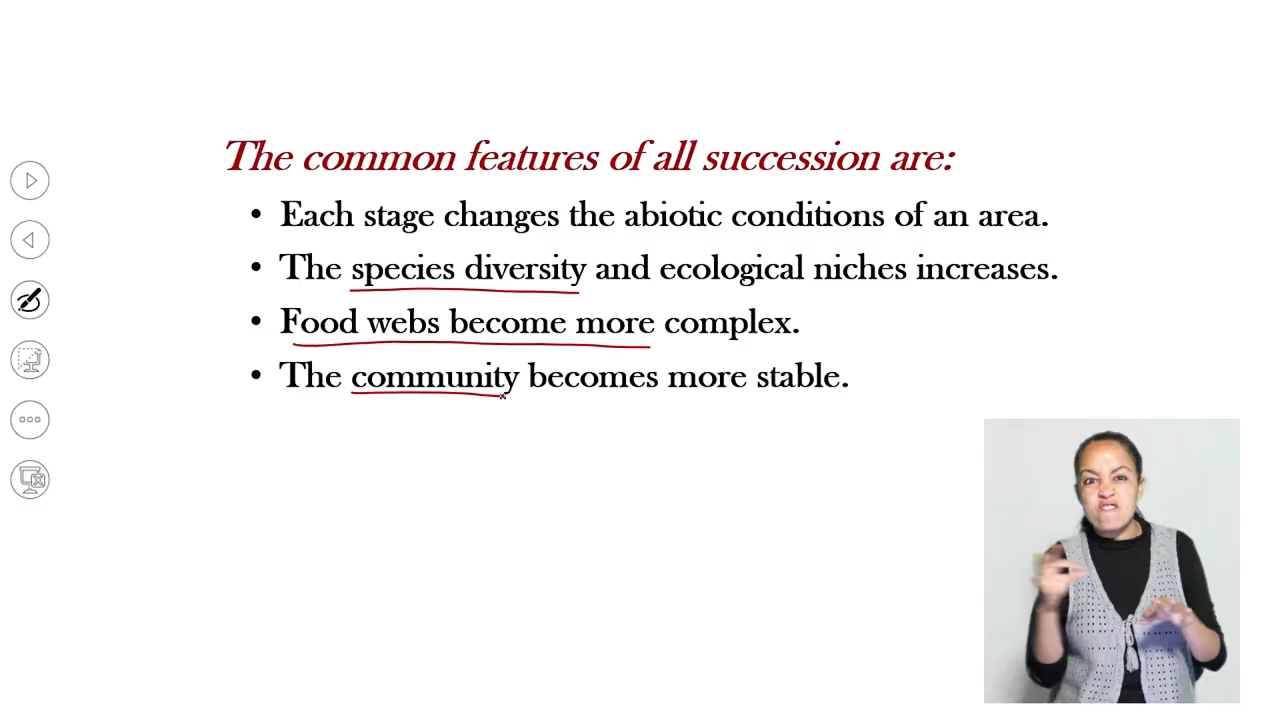 The common features of all succession are:
• Each stage changes the abiotic conditions of an area.
• The species diversity and ecological niches increases.
• Food webs become more complex.
• The community becomes more stable.